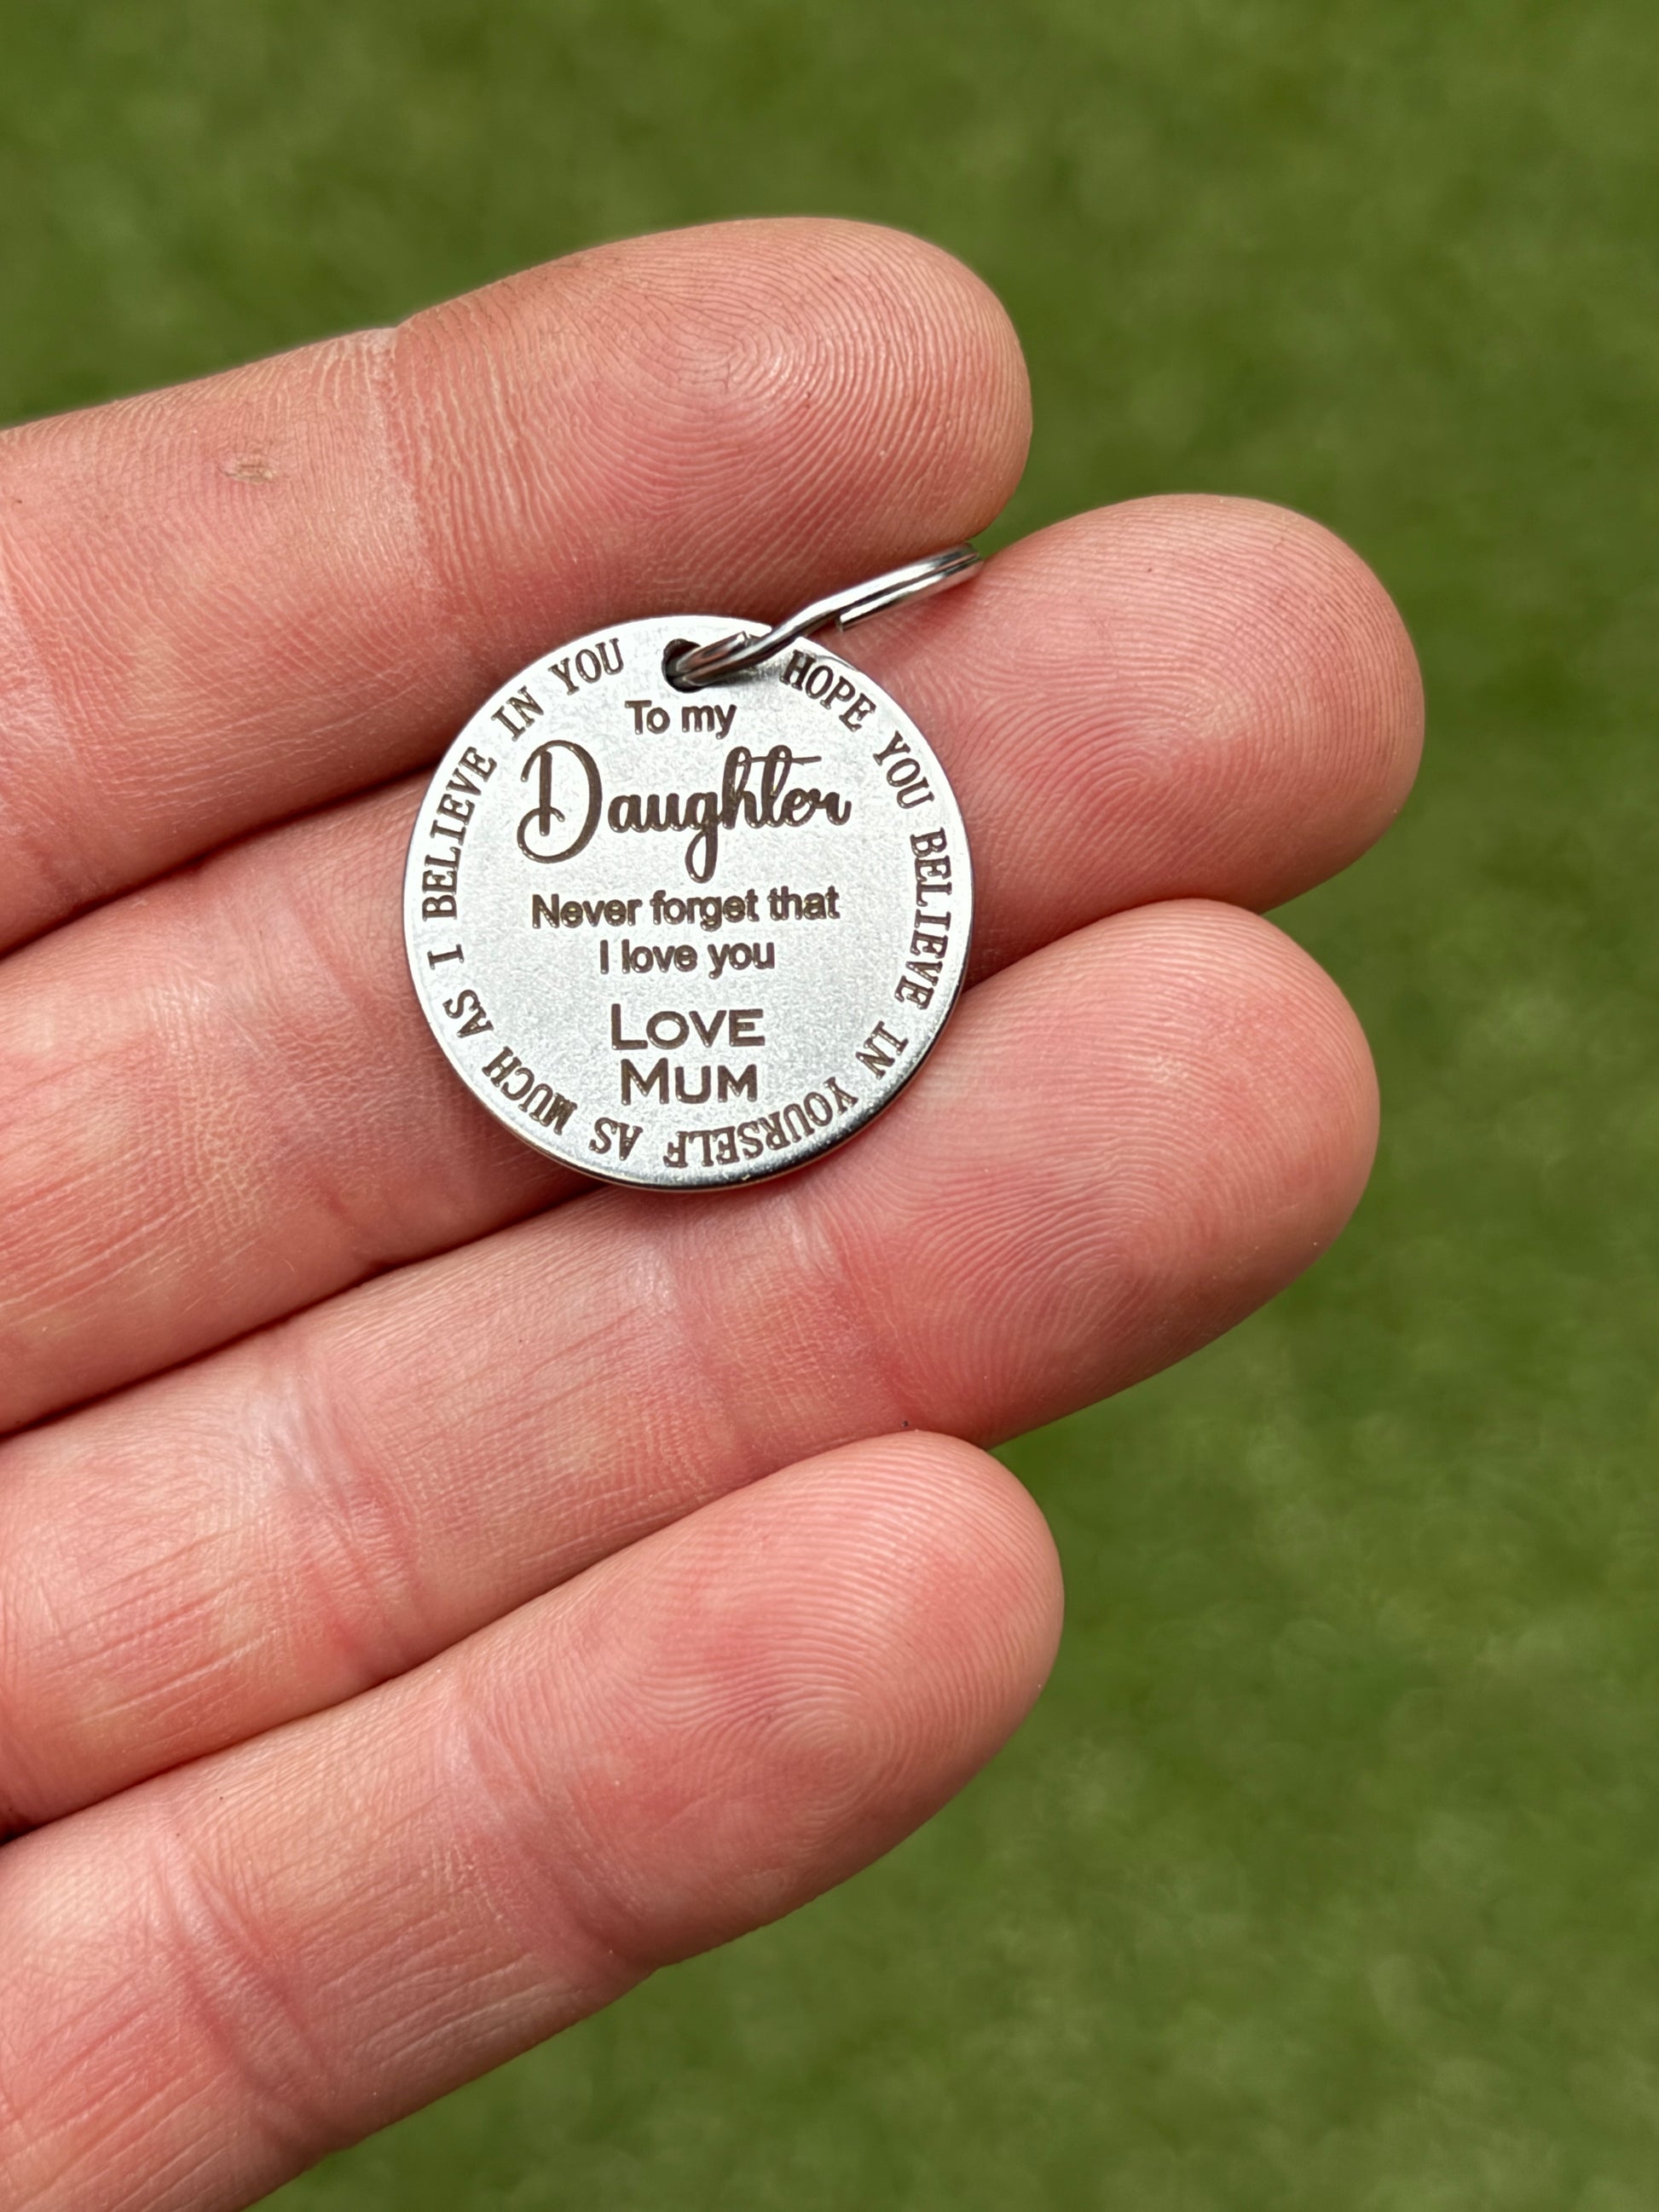 To my
Daughter
Never forget that
I love you
LOVE
MUM
HOPE YOU BELIEVE IN YOURSELF AS MUCH AS I BELIEVE IN YOU